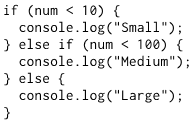 if (num < 10) {
  console.log("Small");
} else if (num < 100) {
  console.log("Medium");
} else {
  console.log("Large");
}